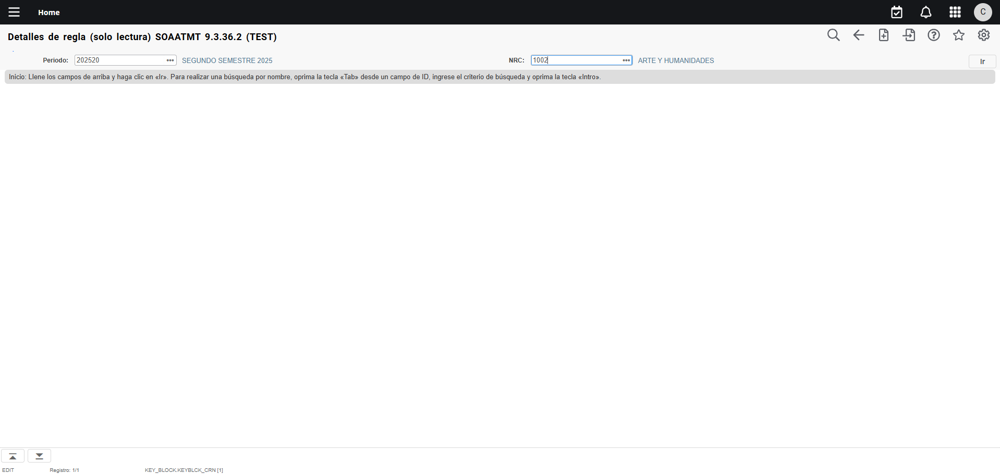 Home
C
Detalles de regla (solo lectura) SOAATMT 9.3.36.2 (TEST)
Periodo: 202520 ••• SEGUNDO SEMESTRE 2025 NRC: 1002 ••• ARTE Y HUMANIDADES Ir
Inicio: Llene los campos de arriba y haga clic en «Ir». Para realizar una búsqueda por nombre, oprima la tecla «Tab» desde un campo de ID, ingrese el criterio de búsqueda y oprima la tecla «Intro».
EDIT Registro: 1/1 KEY_BLOCK.KEYBLCK_CRN [1]